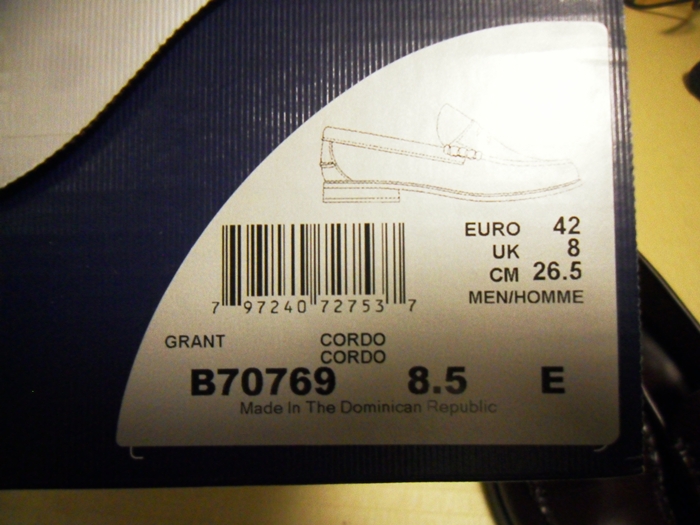 EURO 42
UK 8
CM 26.5
MEN/HOMME
7 97240 72753 7
GRANT CORDO
CORDO
B70769 8.5 E
Made In The Dominican Republic